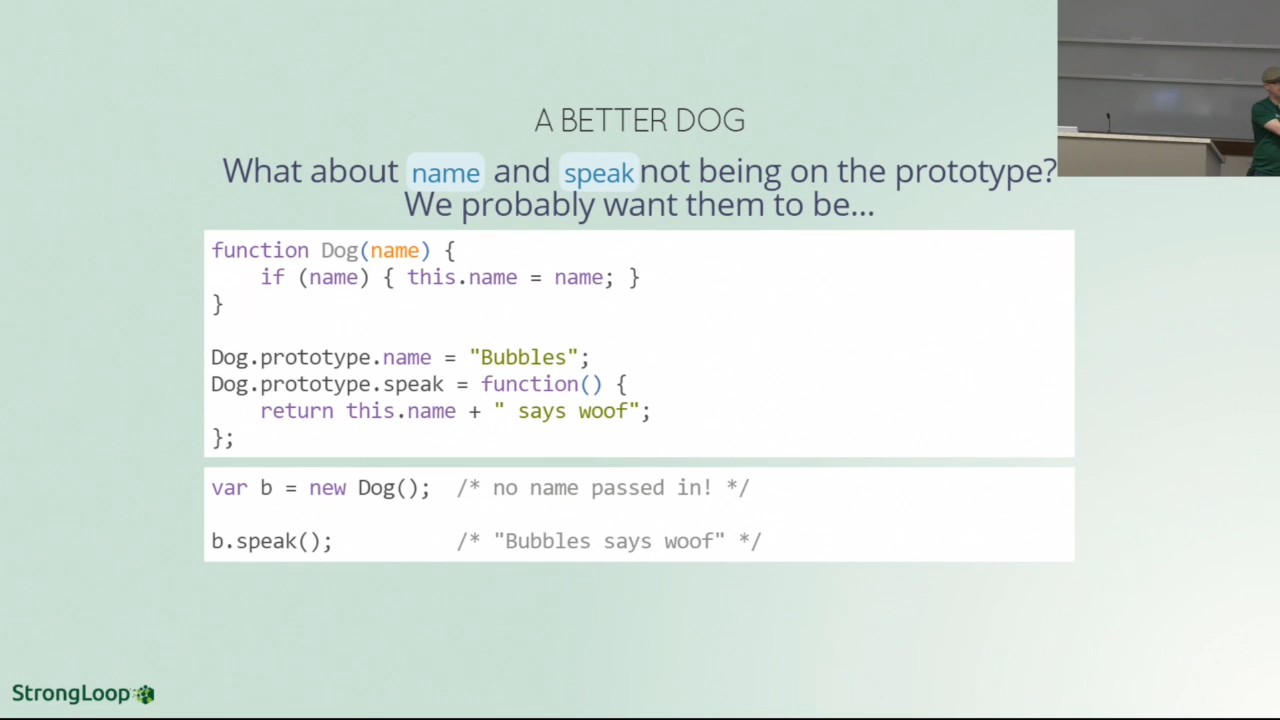 A BETTER DOG
What about name and speak not being on the prototype?
We probably want them to be...
function Dog(name) {
    if (name) { this.name = name; }
}
Dog.prototype.name = "Bubbles";
Dog.prototype.speak = function() {
    return this.name + " says woof";
};
var b = new Dog();  /* no name passed in! */
b.speak();          /* "Bubbles says woof" */
StrongLoop